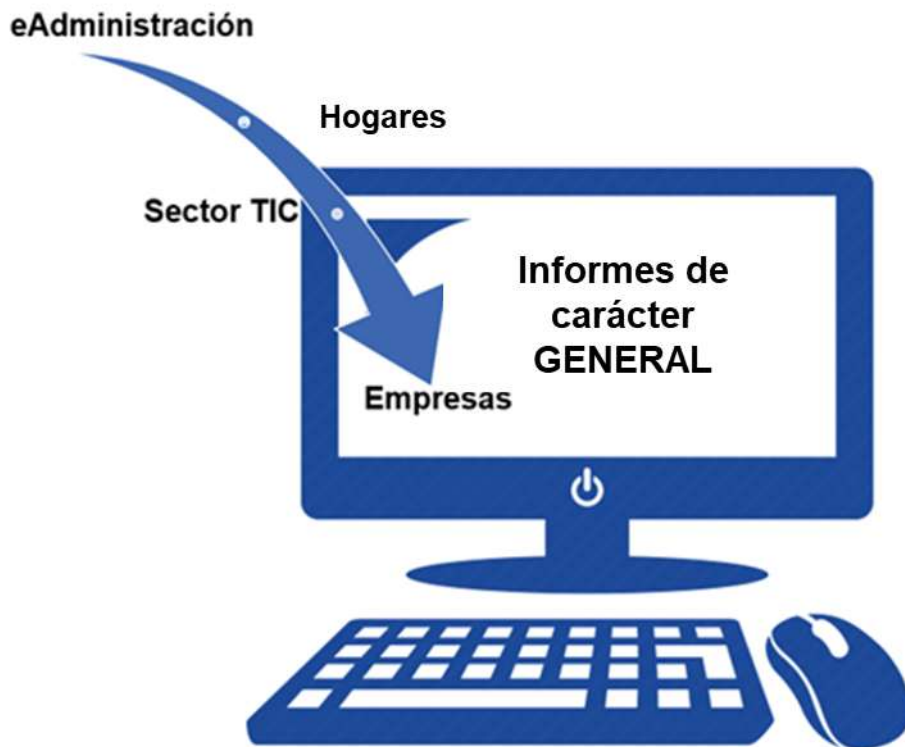 eAdministración
Hogares
Sector TIC
Informes de
carácter
GENERAL
Empresas